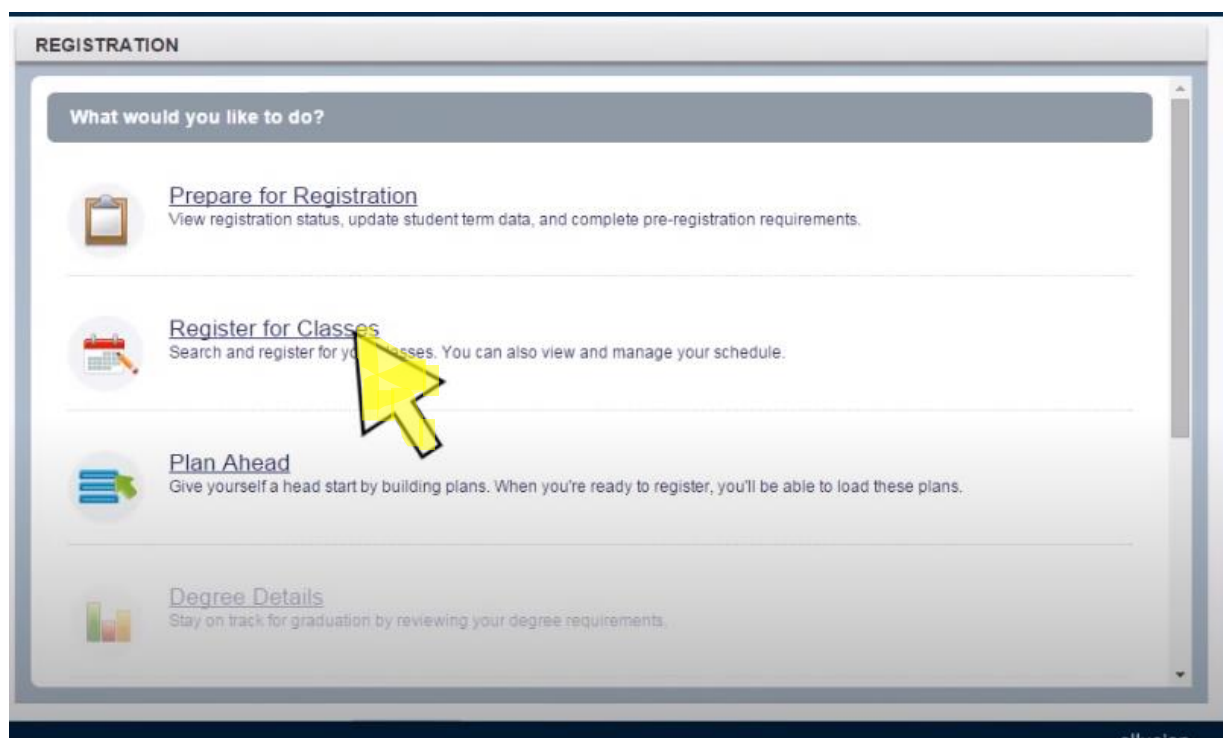 REGISTRATION
What would you like to do?
Prepare for Registration
View registration status, update student term data, and complete pre-registration requirements.
Register for Classes
Search and register for classes. You can also view and manage your schedule.
Plan Ahead
Give yourself a head start by building plans. When you're ready to register, you'll be able to load these plans.
Degree Details
Stay on track for graduation by reviewing your degree requirements.